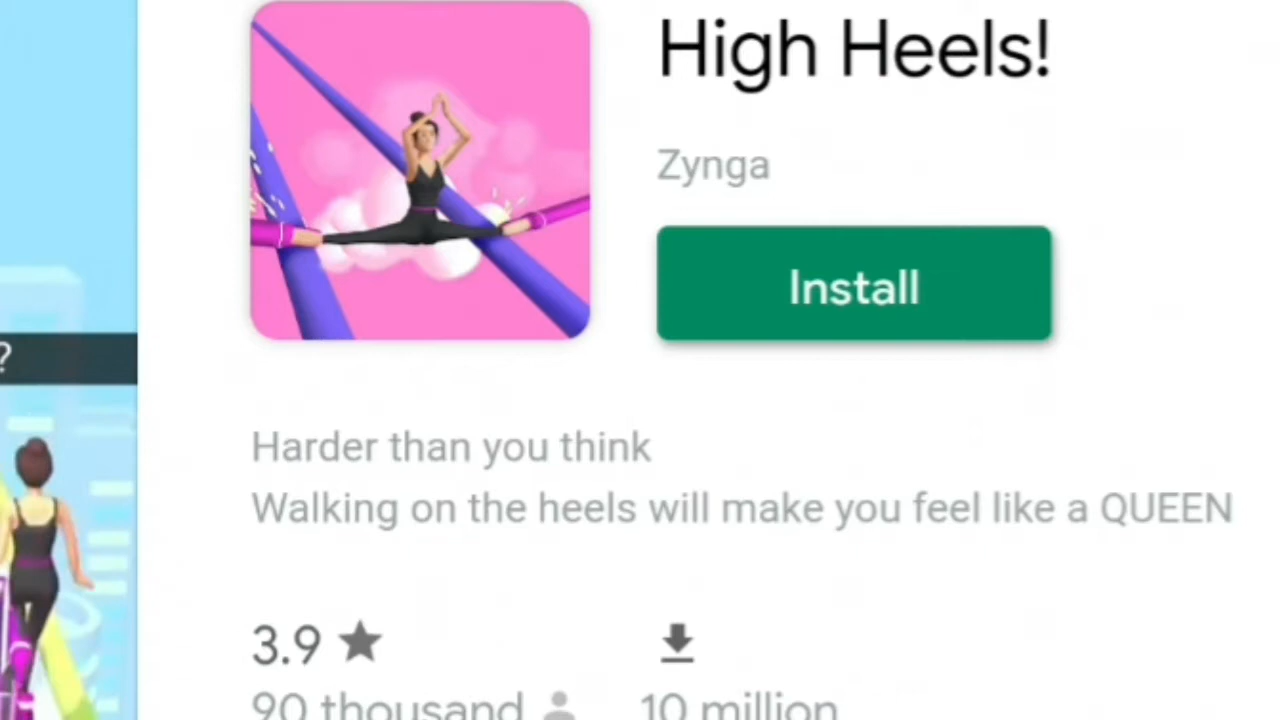 High Heels!
Zynga
Install
?
Harder than you think
Walking on the heels will make you feel like a QUEEN
3.9
90 thousand
10 million